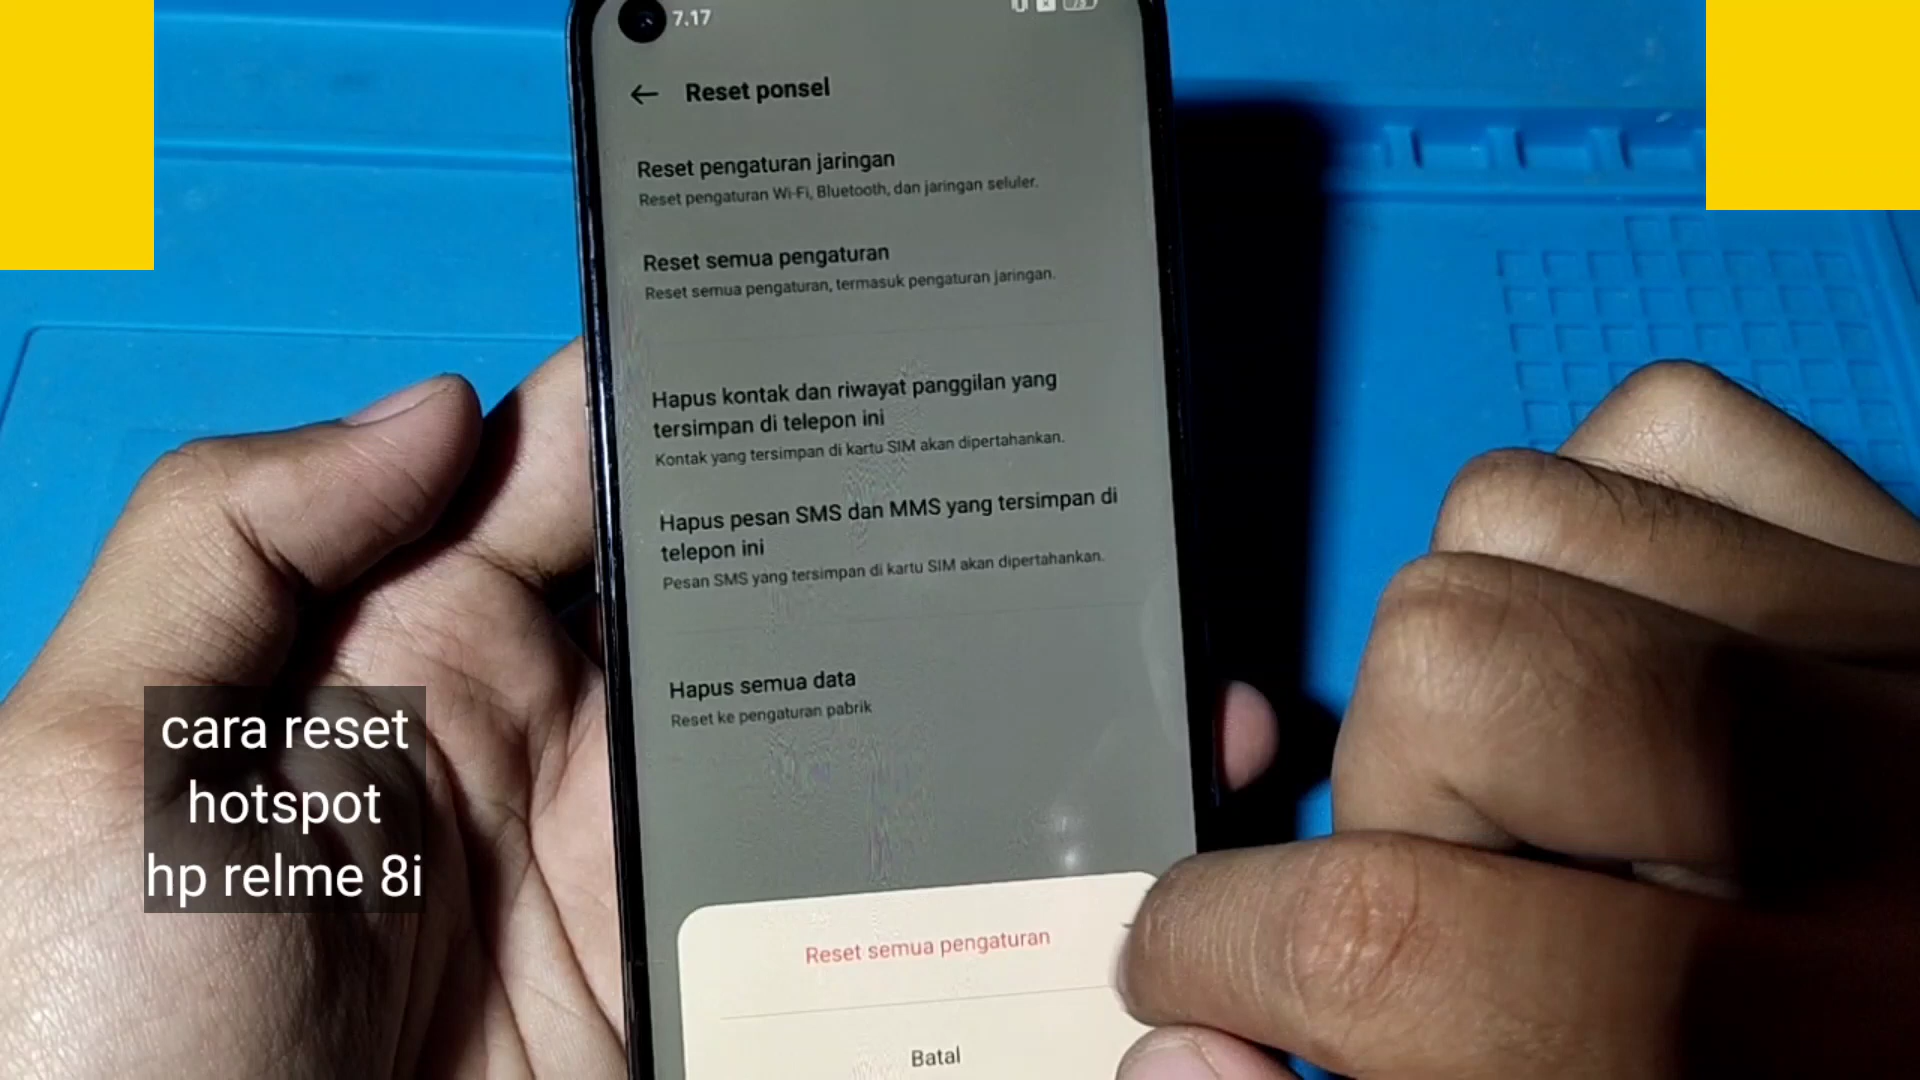 7.17
Reset ponsel
Reset pengaturan jaringan
Reset pengaturan Wi-Fi, Bluetooth, dan jaringan seluler.
Reset semua pengaturan
Reset semua pengaturan, termasuk pengaturan jaringan.
Hapus kontak dan riwayat panggilan yang
tersimpan di telepon ini
Kontak yang tersimpan di kartu SIM akan dipertahankan.
Hapus pesan SMS dan MMS yang tersimpan di
telepon ini
Pesan SMS yang tersimpan di kartu SIM akan dipertahankan.
Hapus semua data
Reset ke pengaturan pabrik
Reset semua pengaturan
Batal
cara reset
hotspot
hp relme 8i